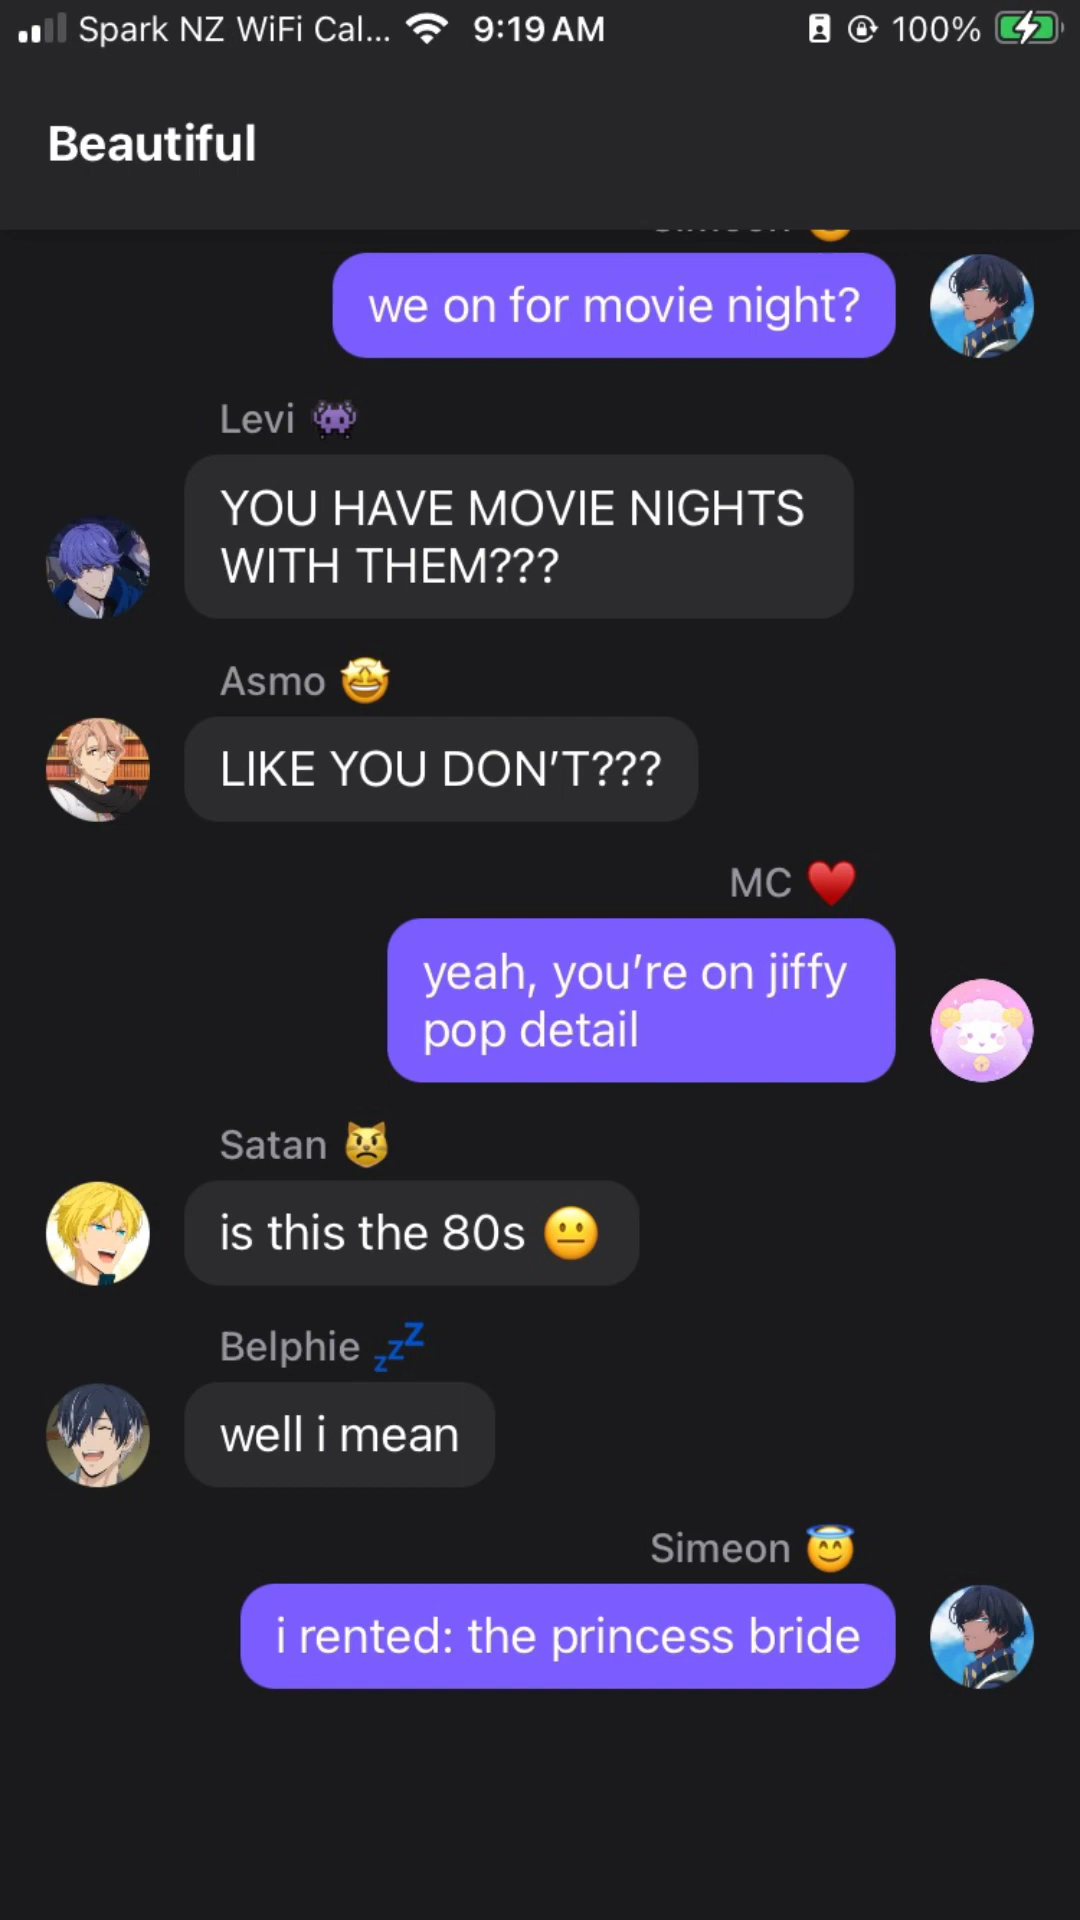 Spark NZ WiFi Cal... 9:19 AM 100%
Beautiful
we on for movie night?
Levi 👾
YOU HAVE MOVIE NIGHTS
WITH THEM???
Asmo 🤩
LIKE YOU DON’T???
MC ♥️
yeah, you’re on jiffy
pop detail
Satan 😾
is this the 80s 😐
Belphie 💤
well i mean
Simeon 😇
i rented: the princess bride